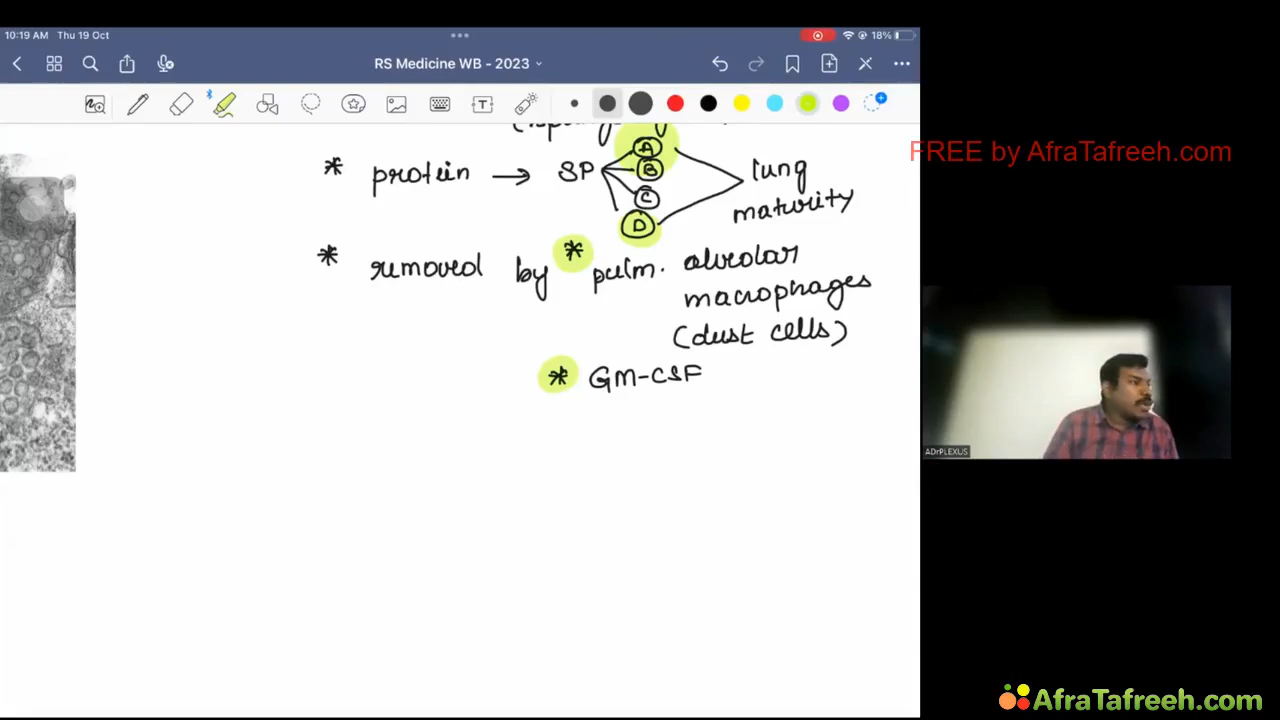 10:19 AM Thu 19 Oct
18%
RS Medicine WB - 2023
FREE by AfraTafreeh.com
* protein → SP A B C D lung maturity
* removed by * pulm. alveolar
macrophages
(dust cells)
* GM-CSF
ADrPLEXUS
AfraTafreeh.com